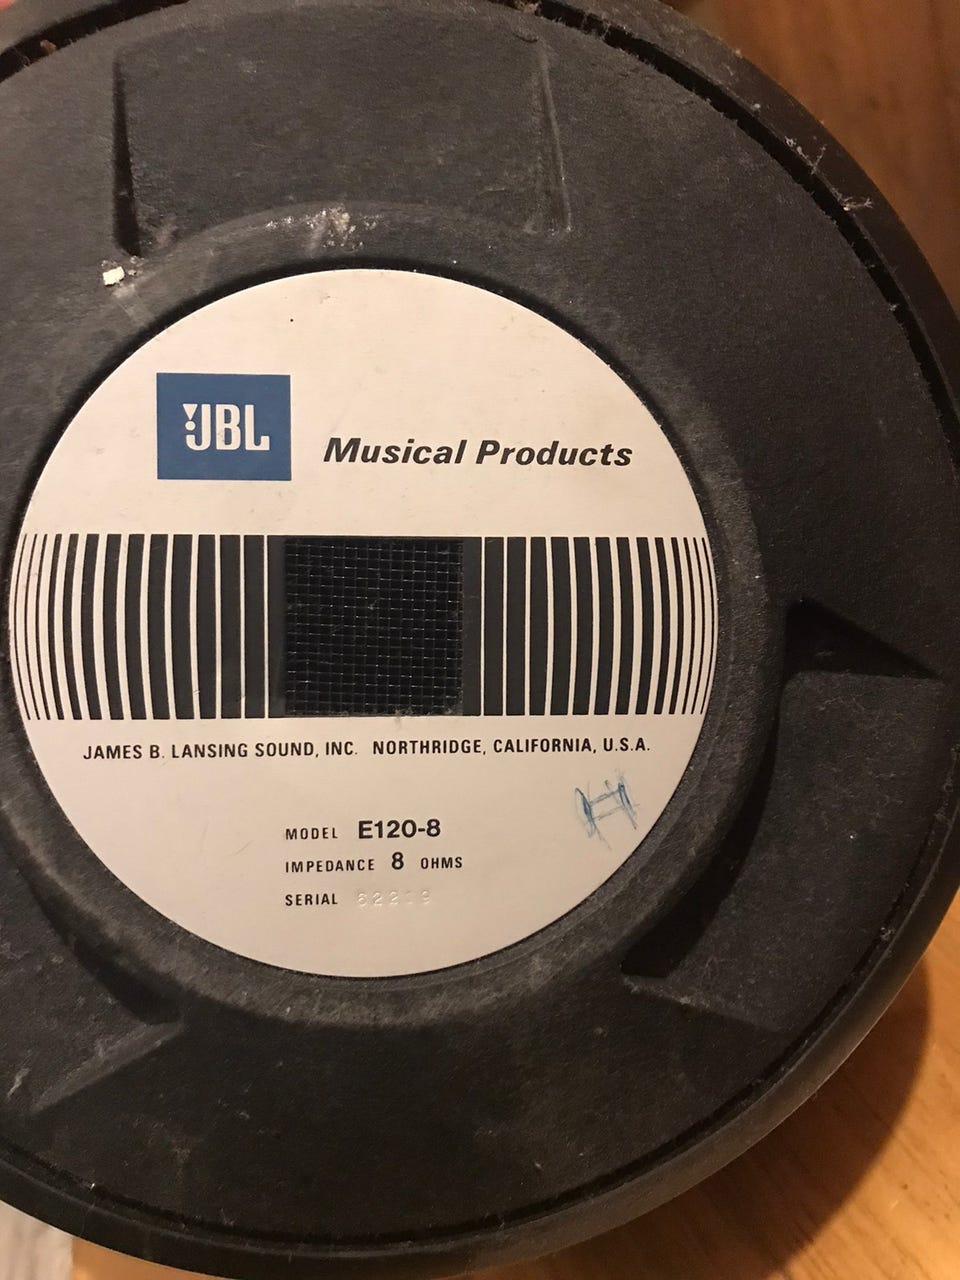 JBL
Musical Products
JAMES B. LANSING SOUND, INC. NORTHRIDGE, CALIFORNIA, U.S.A.
H
MODEL E120-8
IMPEDANCE 8 OHMS
SERIAL